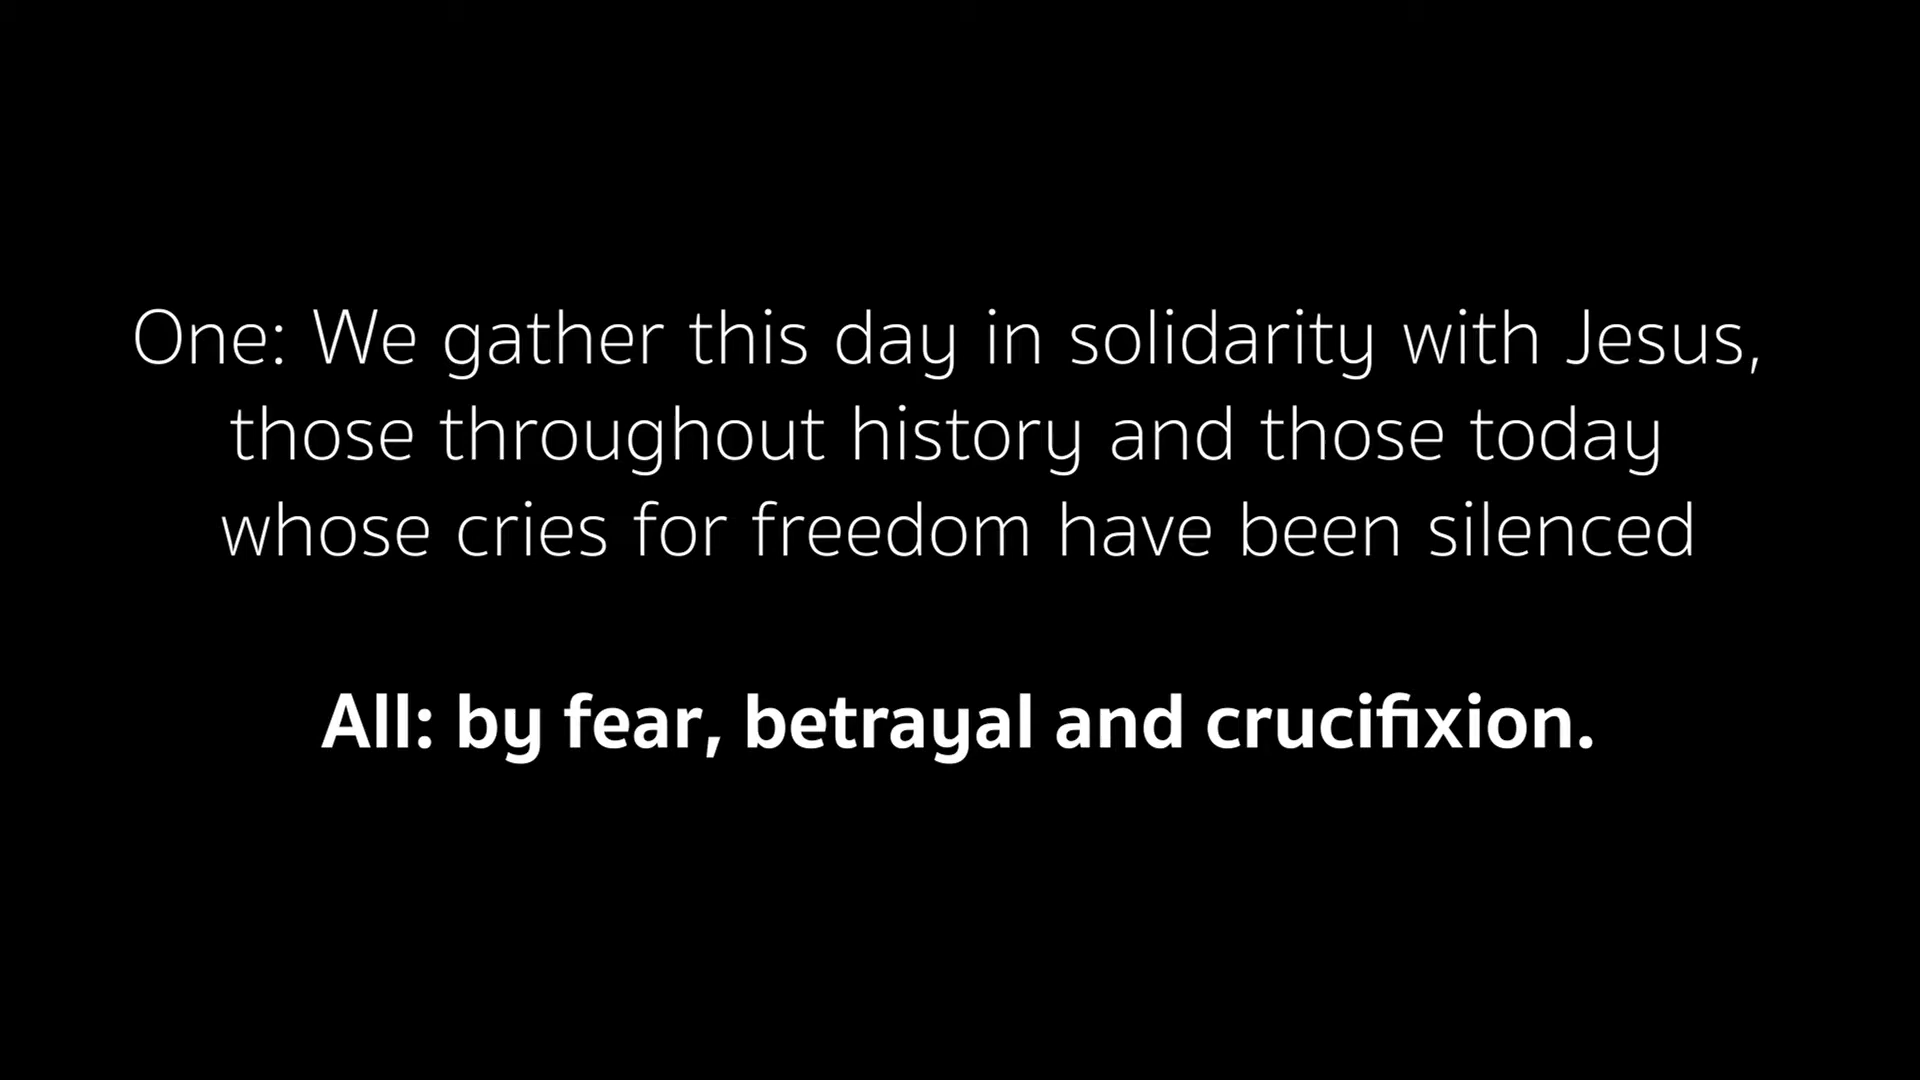 One: We gather this day in solidarity with Jesus,
those throughout history and those today
whose cries for freedom have been silenced
All: by fear, betrayal and crucifixion.